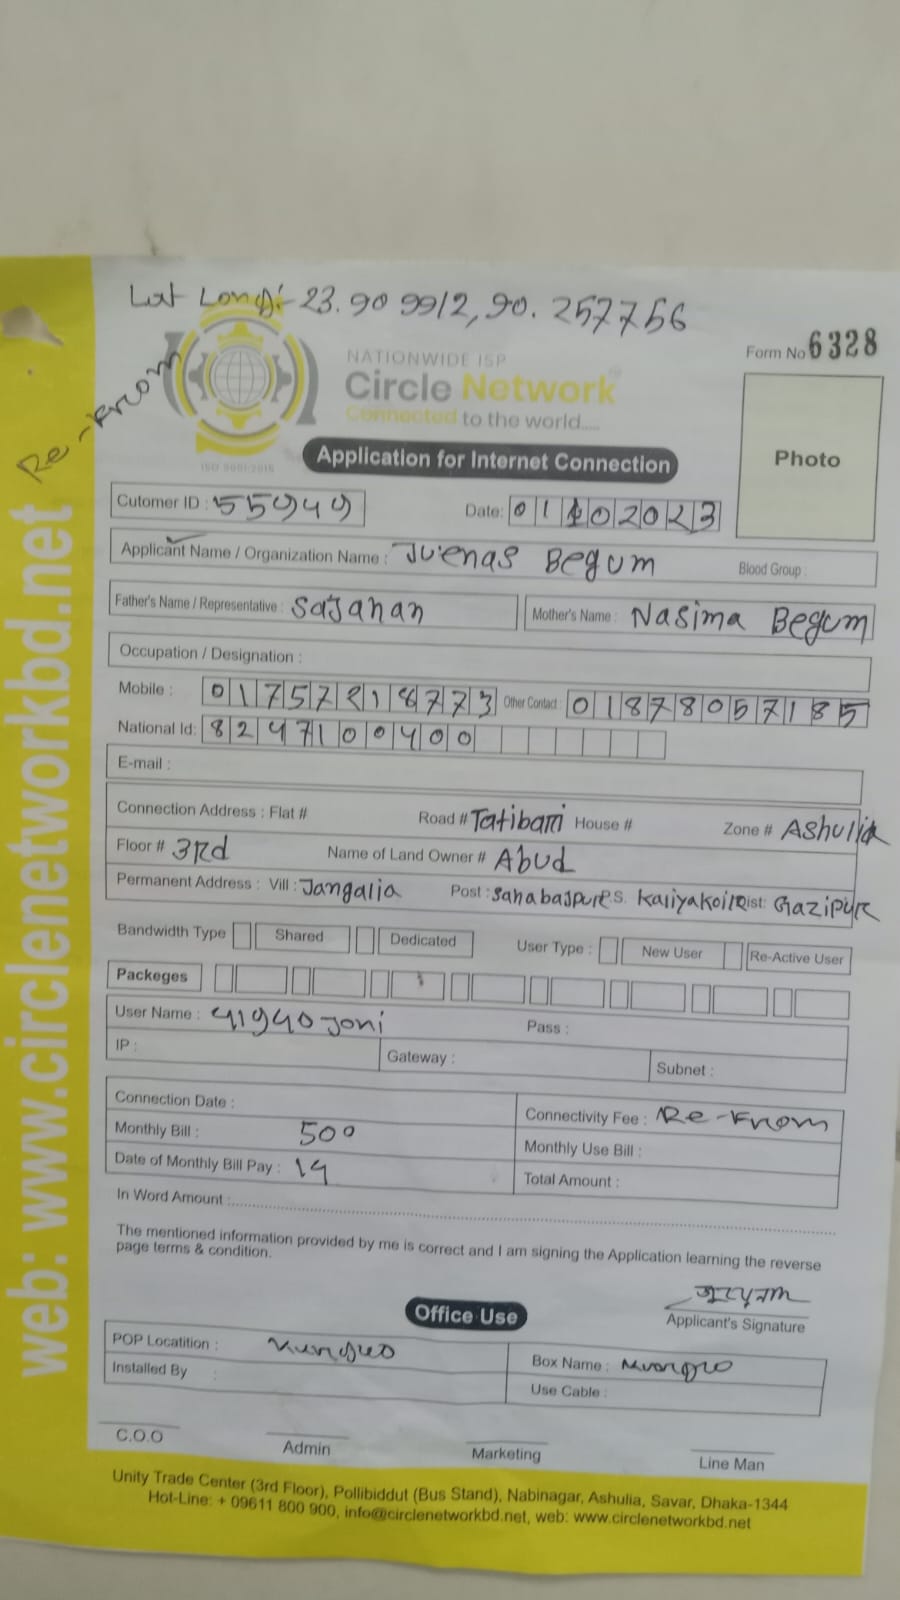 Lat Long:- 23.909912, 90.257756
Re-
Form No 6328
NATIONWIDE ISP
Circle Network
Connected to the world.....
ISO 9001:2015
Application for Internet Connection
Photo
Cutomer ID : 55949
Date: 01102023
Applicant Name / Organization Name : Juenas Begum
Blood Group :
Father's Name / Representative : Sajahan
Mother's Name : Nasima Begum
Occupation / Designation :
Mobile : 01757218773
Other Contact 01878057185
National Id: 8247100400
E-mail :
Connection Address : Flat # Road # Tatibari House # Zone # Ashulia
Floor # 3rd Name of Land Owner # Abud
Permanent Address : Vill : Jangalia Post : P.S. Kaliyakoir Dist: Gazipur
Bandwidth Type Shared Dedicated User Type : New User Re-Active User
Packeges
User Name : 41940joni Pass :
IP : Gateway : Subnet :
Connection Date :
Connectivity Fee : Re-
Monthly Bill : 500
Monthly Use Bill :
Date of Monthly Bill Pay : 14
Total Amount :
In Word Amount :
The mentioned information provided by me is correct and I am signing the Application learning the reverse
page terms & condition.
Applicant's Signature
Office Use
POP Locatition :
Box Name :
Installed By :
Use Cable :
C.O.O Admin Marketing Line Man
Unity Trade Center (3rd Floor), Pollibiddut (Bus Stand), Nabinagar, Ashulia, Savar, Dhaka-1344
Hot-Line: + 09611 800 900, info@circlenetworkbd.net, web: www.circlenetworkbd.net
web: www.circlenetworkbd.net